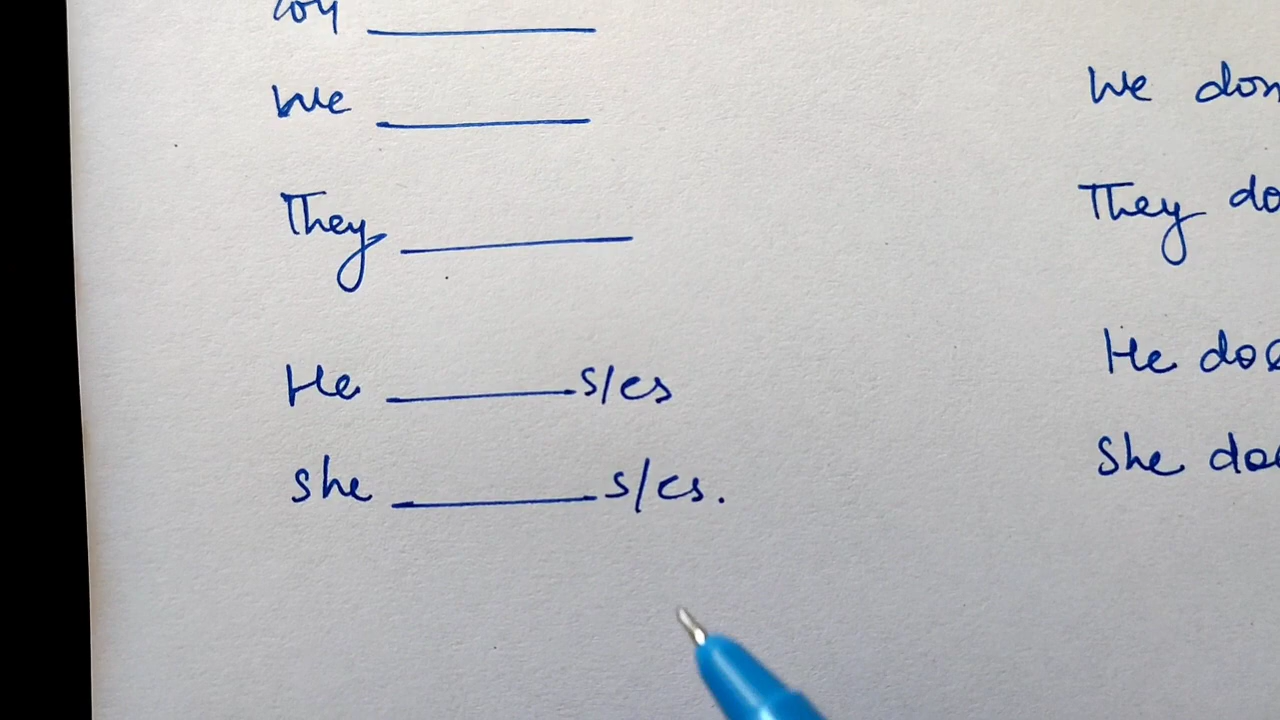 We ________ We don
They ________ They do
He ________ s/es He doe
She ________ s/es. She doe